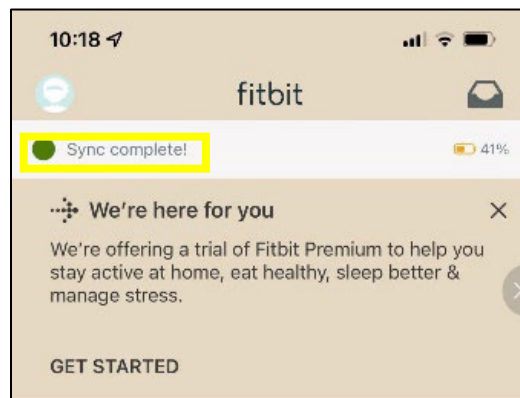 10:18
fitbit
Sync complete!
41%
We're here for you
We're offering a trial of Fitbit Premium to help you
stay active at home, eat healthy, sleep better &
manage stress.
GET STARTED